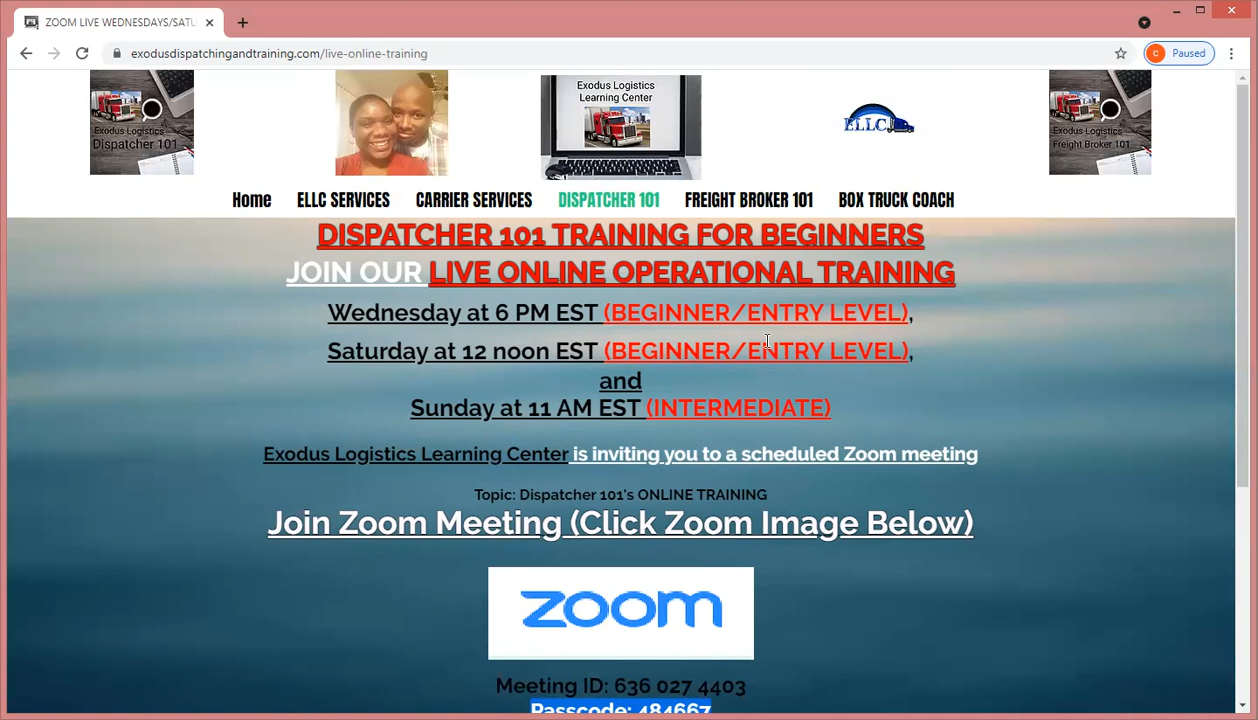 ZOOM LIVE WEDNESDAYS/SATU
exodusdispatchingandtraining.com/live-online-training
C Paused
Exodus Logistics
Dispatcher 101
Exodus Logistics
Learning Center
ELLC
Exodus Logistics
Freight Broker 101
Home ELLC SERVICES CARRIER SERVICES DISPATCHER 101 FREIGHT BROKER 101 BOX TRUCK COACH
DISPATCHER 101 TRAINING FOR BEGINNERS
JOIN OUR LIVE ONLINE OPERATIONAL TRAINING
Wednesday at 6 PM EST (BEGINNER/ENTRY LEVEL),
Saturday at 12 noon EST (BEGINNER/ENTRY LEVEL),
and
Sunday at 11 AM EST (INTERMEDIATE)
Exodus Logistics Learning Center is inviting you to a scheduled Zoom meeting
Topic: Dispatcher 101's ONLINE TRAINING
Join Zoom Meeting (Click Zoom Image Below)
zoom
Meeting ID: 636 027 4403
Passcode: 484667